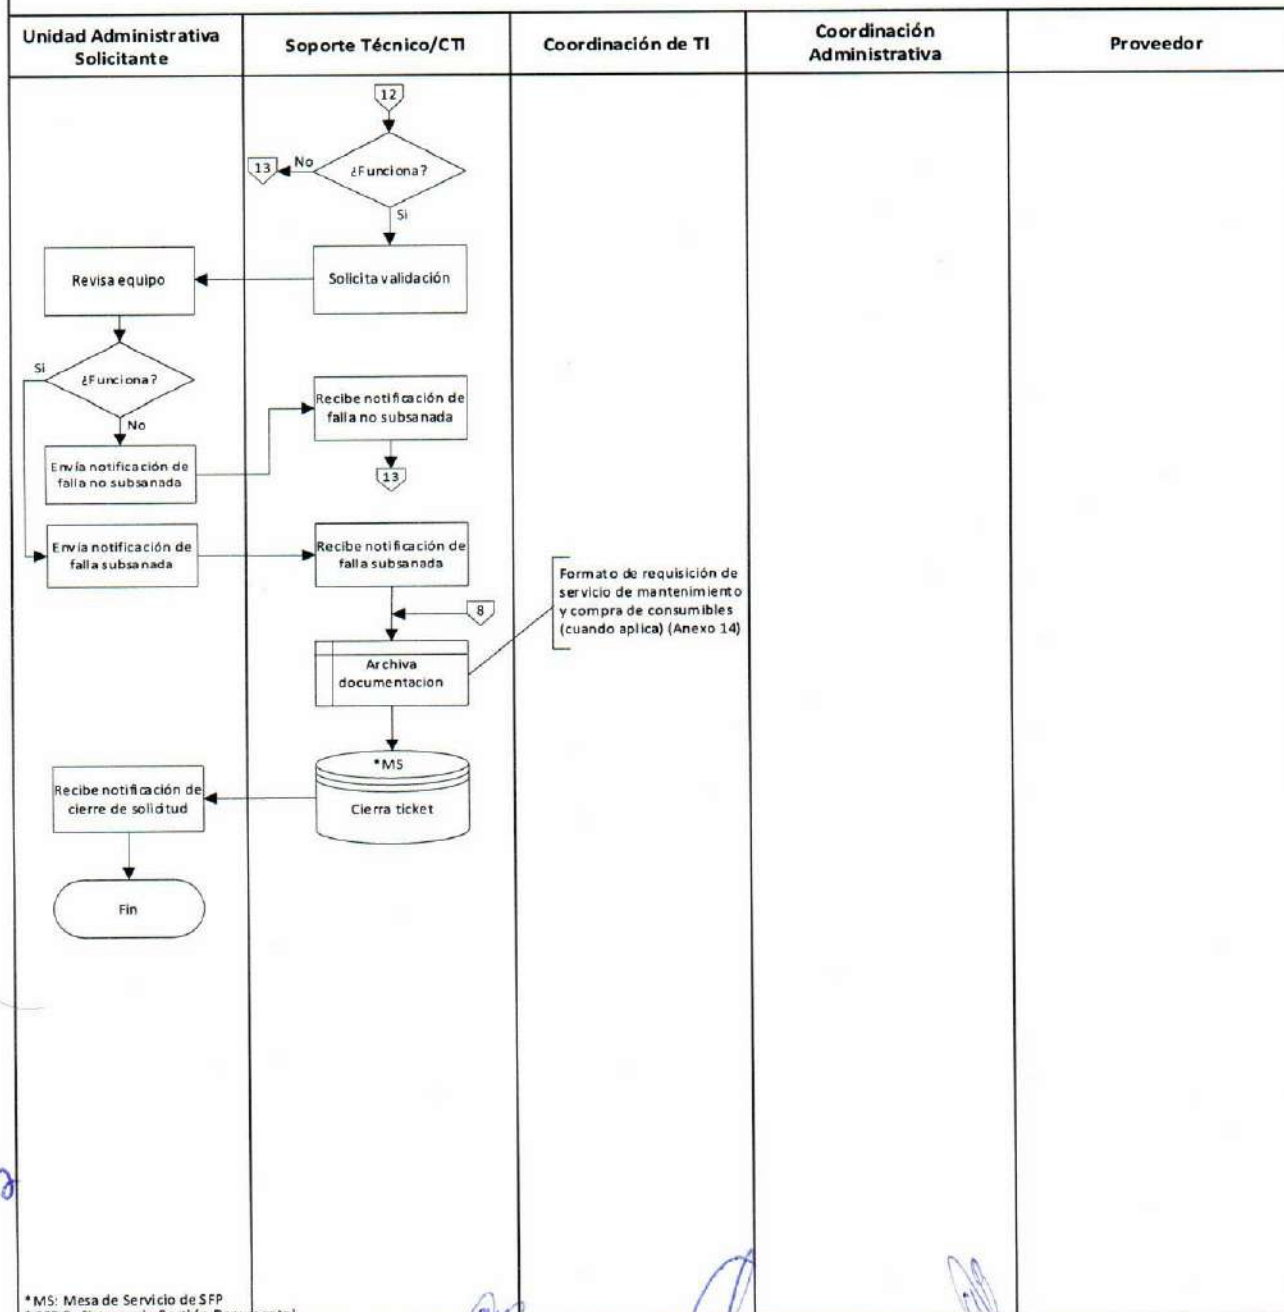 Unidad Administrativa
Solicitante
Soporte Técnico/CTI
Coordinación de TI
Coordinación
Administrativa
Proveedor
12
¿Funciona?
No
13
Si
Solicita validación
Revisa equipo
¿Funciona?
Si
No
Envía notificación de
falla no subsanada
Recibe notificación de
falla no subsanada
13
Envía notificación de
falla subsanada
Recibe notificación de
falla subsanada
8
Formato de requisición de
servicio de mantenimiento
y compra de consumibles
(cuando aplica) (Anexo 14)
Archiva
documentacion
*MS
Cierra ticket
Recibe notificación de
cierre de solicitud
Fin
*MS: Mesa de Servicio de SFP